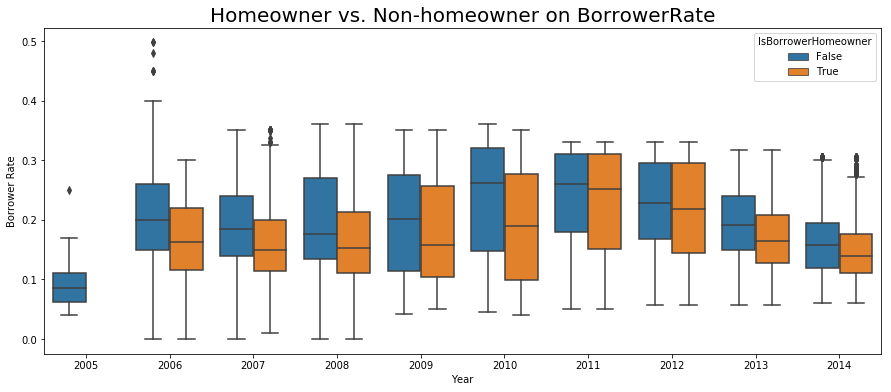 Homeowner vs. Non-homeowner on BorrowerRate
IsBorrowerHomeowner
False
True
Borrower Rate
0.5
0.4
0.3
0.2
0.1
0.0
2005 2006 2007 2008 2009 2010 2011 2012 2013 2014
Year